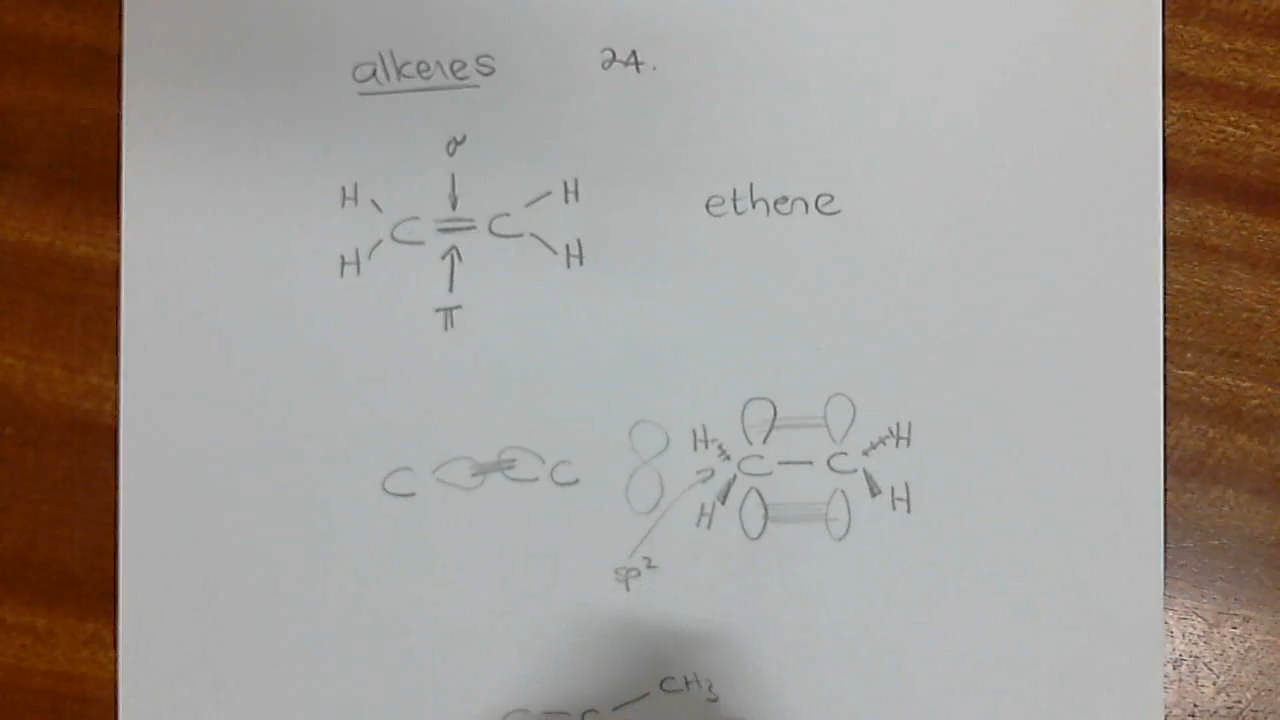 alkenes 24.
σ
H H
C = C ethene
H H
π
H H
C C C — C
H H
sp²
CH₃
C = C